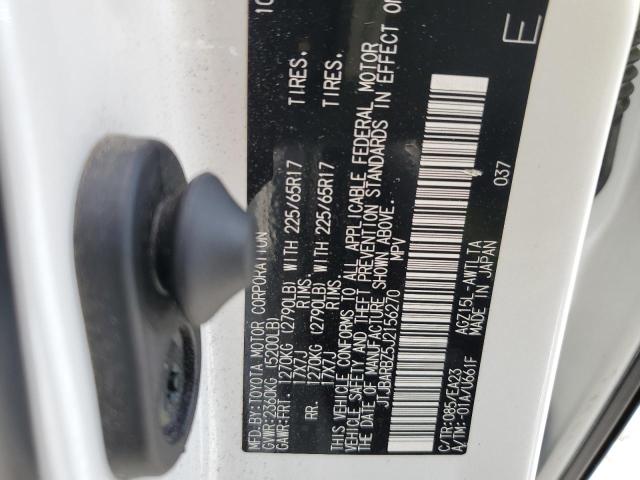 10
MFD.BY:TOYOTA MOTOR CORPORATION
GVWR:2360KG (5200LB)
GAWR:FRT. 1270KG (2790LB) WITH 225/65R17 TIRES,
17X7J RIMS.
RR. 1270KG (2790LB) WITH 225/65R17 TIRES,
17X7J RIMS.
THIS VEHICLE CONFORMS TO ALL APPLICABLE FEDERAL MOTOR
VEHICLE SAFETY AND THEFT PREVENTION STANDARDS IN EFFECT ON
THE DATE OF MANUFACTURE SHOWN ABOVE.
JTJBARBZ5J2156270 MPV
E
C/TR:085/EA23 AGZ15L-AWTLTA 037
A/TM:-01A/U661F MADE IN JAPAN